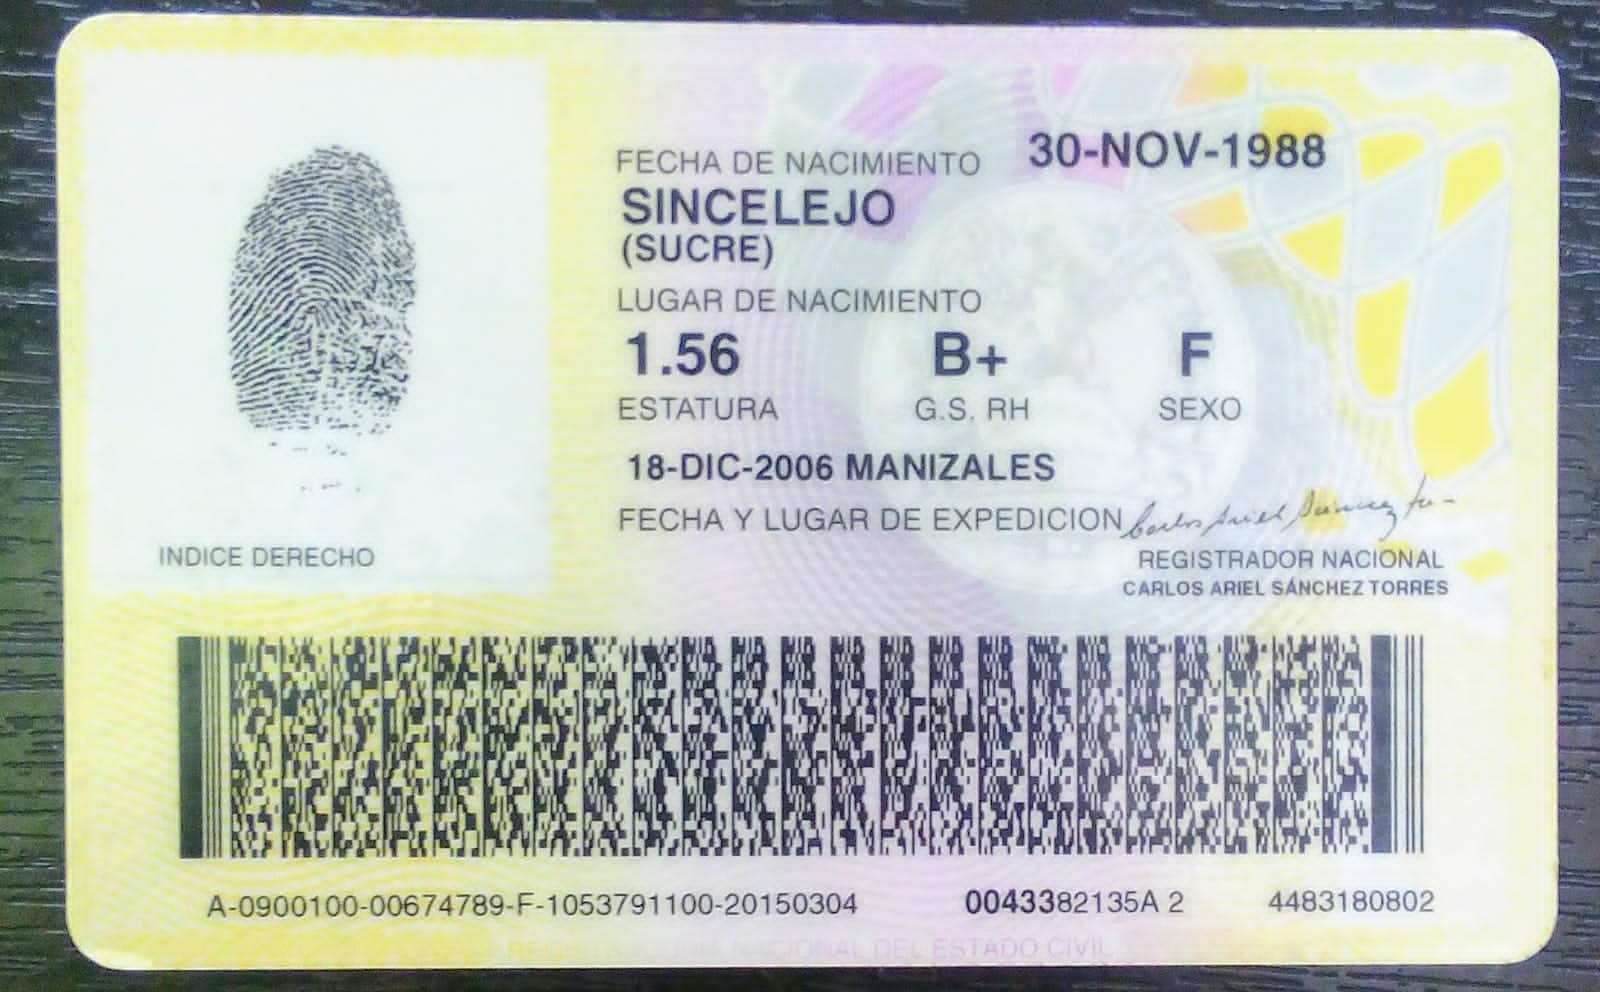 FECHA DE NACIMIENTO 30-NOV-1988
SINCELEJO
(SUCRE)
LUGAR DE NACIMIENTO
1.56 B+ F
ESTATURA G.S. RH SEXO
18-DIC-2006 MANIZALES
FECHA Y LUGAR DE EXPEDICION
Carlos Ariel Sánchez To-
INDICE DERECHO
REGISTRADOR NACIONAL
CARLOS ARIEL SÁNCHEZ TORRES
A-0900100-00674789-F-1053791100-20150304 0043382135A 2 4483180802
REGISTRADURIA NACIONAL DEL ESTADO CIVIL